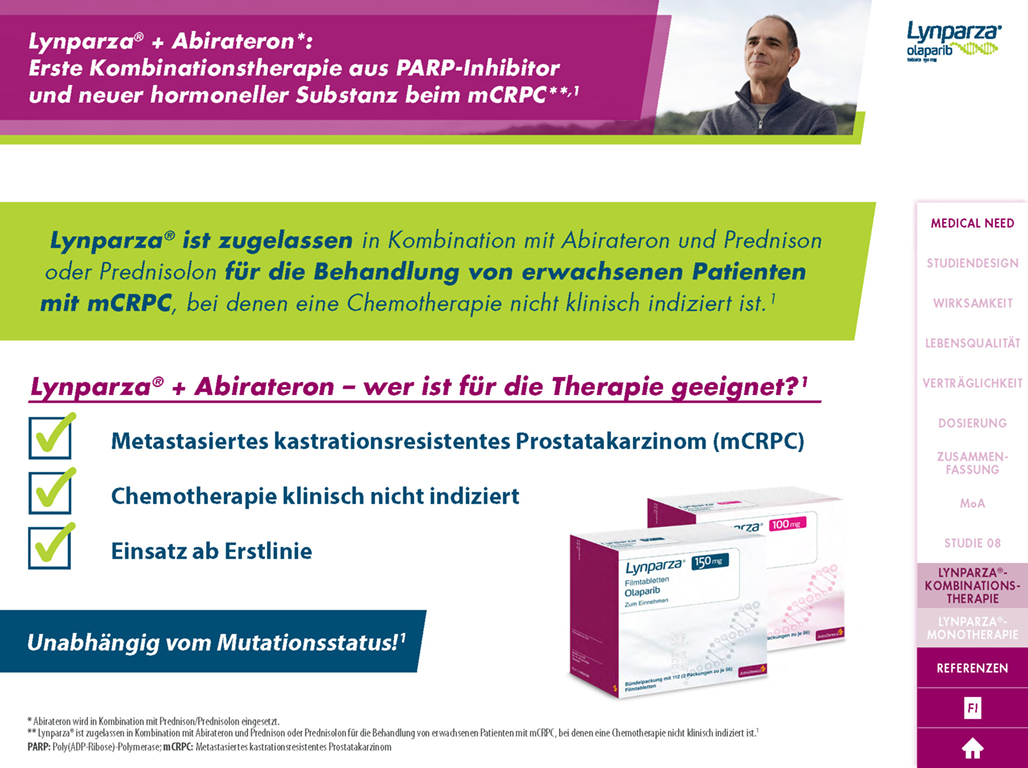 Lynparza® + Abirateron*:
Erste Kombinationstherapie aus PARP-Inhibitor
und neuer hormoneller Substanz beim mCRPC**,1
Lynparza®
olaparib
Lynparza® ist zugelassen in Kombination mit Abirateron und Prednison
oder Prednisolon für die Behandlung von erwachsenen Patienten
mit mCRPC, bei denen eine Chemotherapie nicht klinisch indiziert ist.1
Lynparza® + Abirateron – wer ist für die Therapie geeignet?1
Metastasiertes kastrationsresistentes Prostatakarzinom (mCRPC)
Chemotherapie klinisch nicht indiziert
Einsatz ab Erstlinie
Unabhängig vom Mutationsstatus!1
100 mg
Lynparza® 150 mg
Filmtabletten
Olaparib
Zum Einnehmen
Bündelpackung mit 112 (2 Packungen zu je 56)
Filmtabletten
MEDICAL NEED
STUDIENDESIGN
WIRKSAMKEIT
LEBENSQUALITÄT
VERTRÄGLICHKEIT
DOSIERUNG
ZUSAMMEN-
FASSUNG
MoA
STUDIE 08
LYNPARZA®-
KOMBINATIONS-
THERAPIE
LYNPARZA®-
MONOTHERAPIE
REFERENZEN
FI
* Abirateron wird in Kombination mit Prednison/Prednisolon eingesetzt.
** Lynparza® ist zugelassen in Kombination mit Abirateron und Prednison oder Prednisolon für die Behandlung von erwachsenen Patienten mit mCRPC, bei denen eine Chemotherapie nicht klinisch indiziert ist.1
PARP: Poly(ADP-Ribose)-Polymerase; mCRPC: Metastasiertes kastrationsresistentes Prostatakarzinom